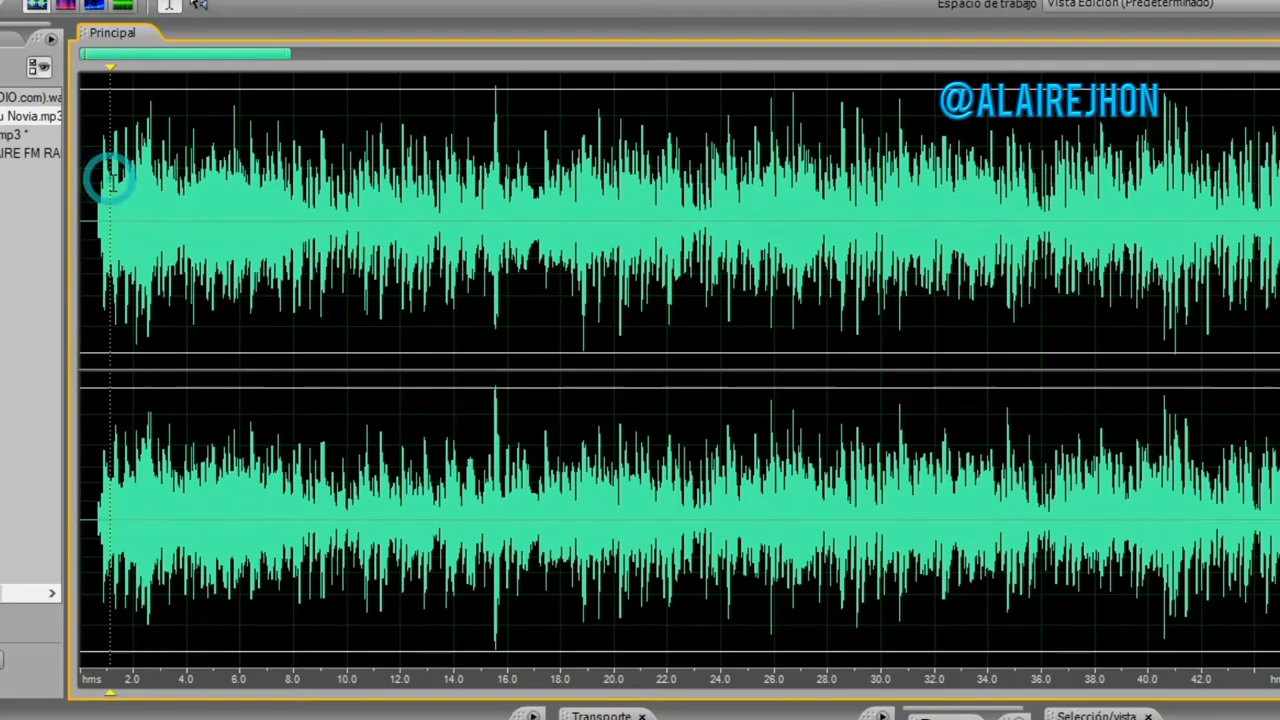 Espacio de trabajo Vista Edición (Predeterminado)
Principal
DIO.com).wa
u Novia.mp3
mp3 *
AIRE FM RA
@ALAIREJHON
hms 2.0 4.0 6.0 8.0 10.0 12.0 14.0 16.0 18.0 20.0 22.0 24.0 26.0 28.0 30.0 32.0 34.0 36.0 38.0 40.0 42.0
Transporte
Selección/vista